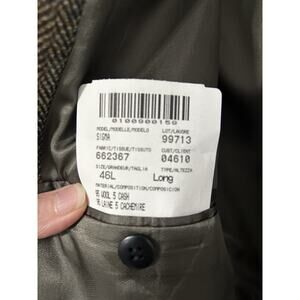 0100900159
MODEL/MODELLE/MODELO LOT/LAVORE
SIGMA 99713
FABRIC/TISSUE/TISSUTO CUST/CLIENT
662367 04610
SIZE/GRANDEUR/TAGLIA TYPE/ALTEZZA
46L Long
MATERIAL/COMPOSITION/COMPOSICION
95 WOOL 5 CASH
95 LAINE 5 CACHEMIRE